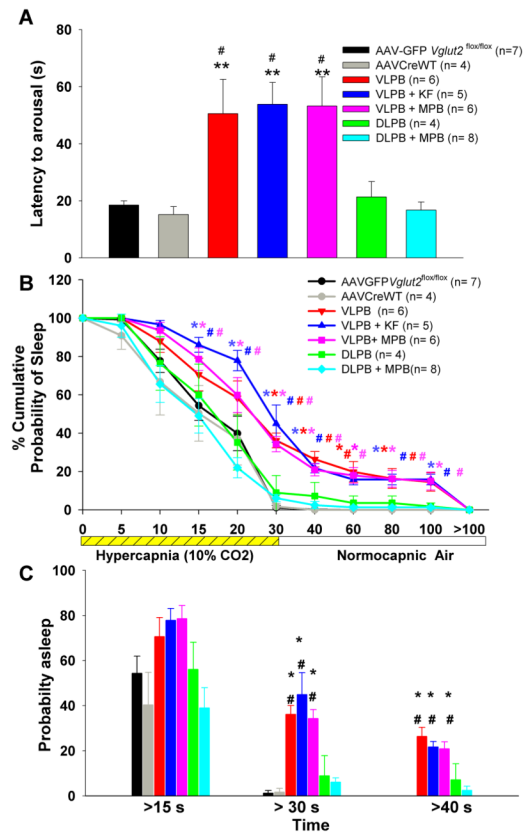 A
80
60
40
20
0
Latency to arousal (s)
#
**
#
**
#
**
AAV-GFP Vglut2 flox/flox (n=7)
AAVCreWT (n= 4)
VLPB (n= 6)
VLPB + KF (n= 5)
VLPB + MPB (n= 6)
DLPB (n= 4)
DLPB + MPB (n= 8)
B
120
100
80
60
40
20
0
% Cumulative
Probability of Sleep
AAVGFPVglut2flox/flox (n= 7)
AAVCreWT (n= 4)
VLPB (n= 6)
VLPB + KF (n= 5)
VLPB+ MPB (n= 6)
DLPB (n= 4)
DLPB + MPB(n= 8)
** # #
** # #
*** # # #
*** # # #
*# * # #
*** # # #
** # #
0 5 10 15 20 30 40 60 80 100 >100
Hypercapnia (10% CO2) Normocapnic Air
C
80
60
40
20
0
Probabilty asleep
* * *
# # #
* * *
# # #
>15 s > 30 s >40 s
Time